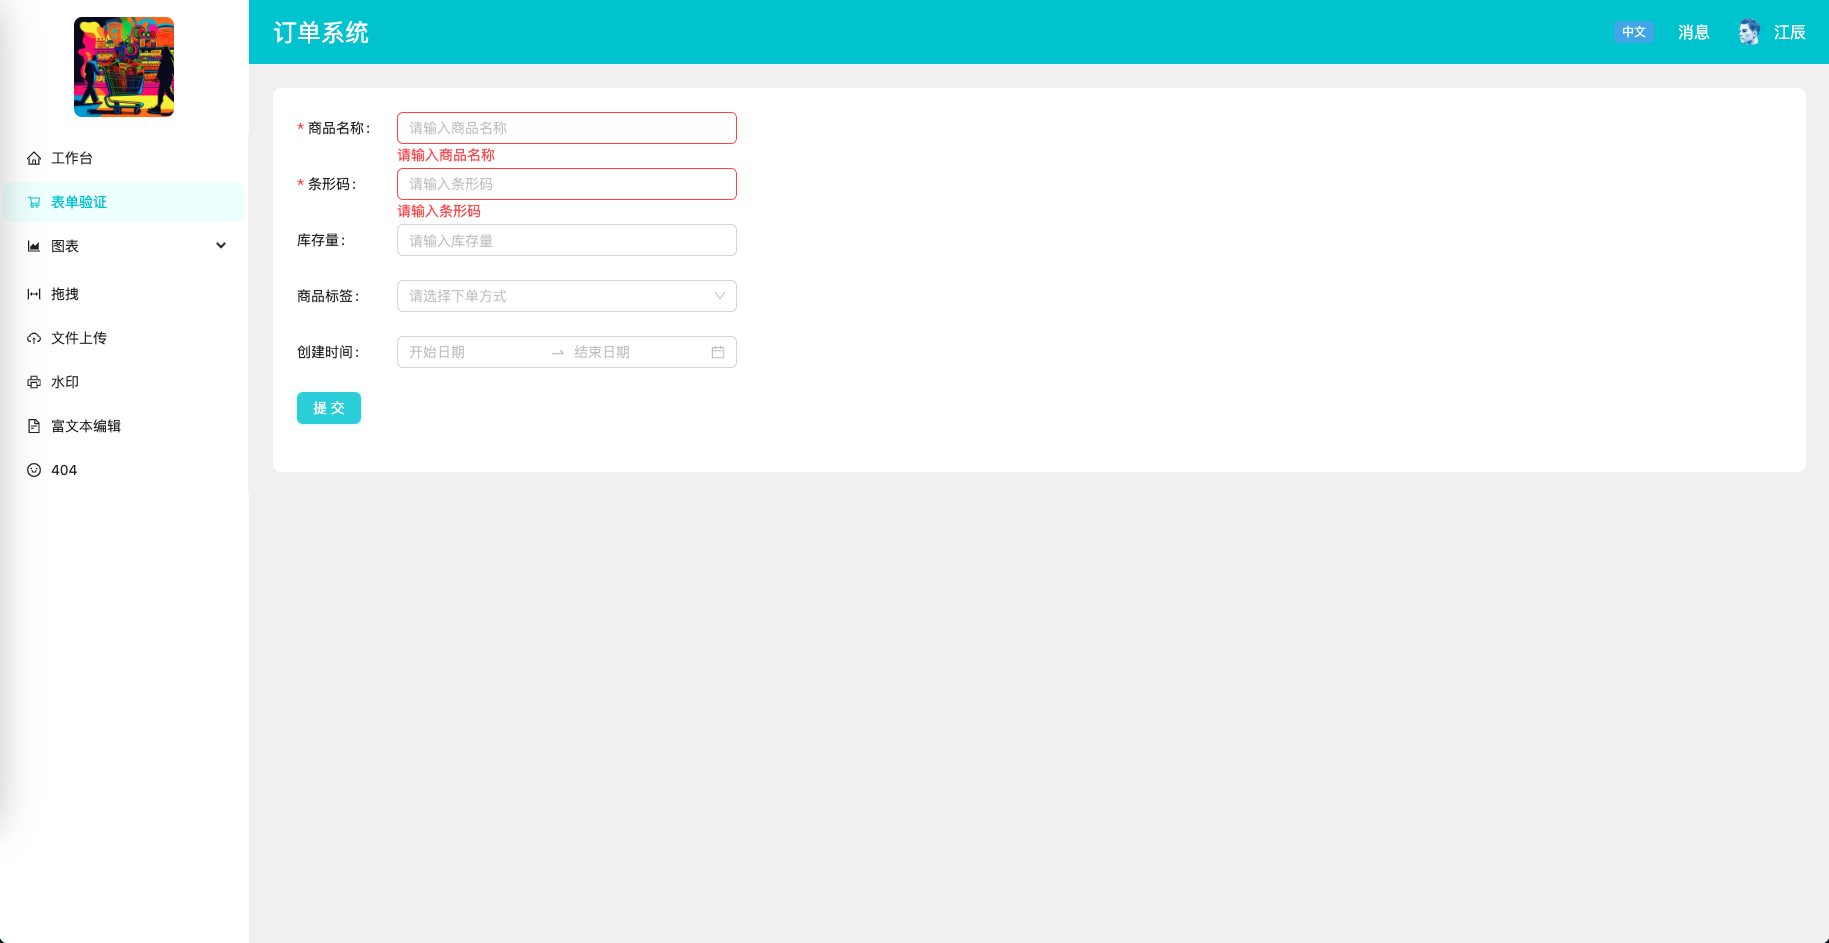 订单系统
中文
消息
江辰
工作台
表单验证
图表
拖拽
文件上传
水印
富文本编辑
404
* 商品名称：
请输入商品名称
请输入商品名称
* 条形码：
请输入条形码
请输入条形码
库存量：
请输入库存量
商品标签：
请选择下单方式
创建时间：
开始日期
结束日期
提 交